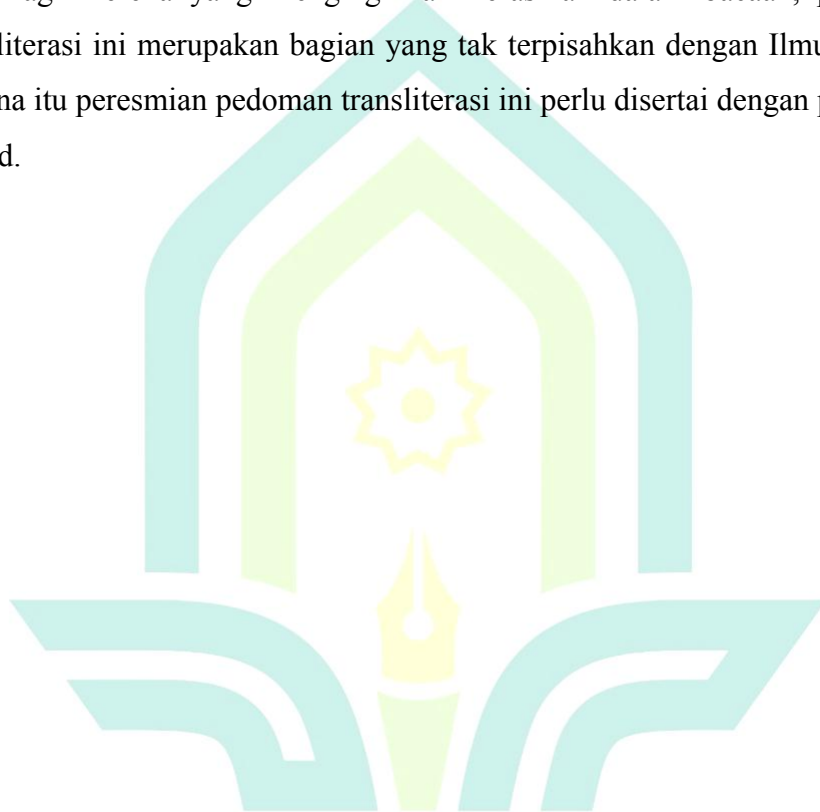 literasi ini merupakan bagian yang tak terpisahkan dengan Ilmu
na itu peresmian pedoman transliterasi ini perlu disertai dengan p
d.